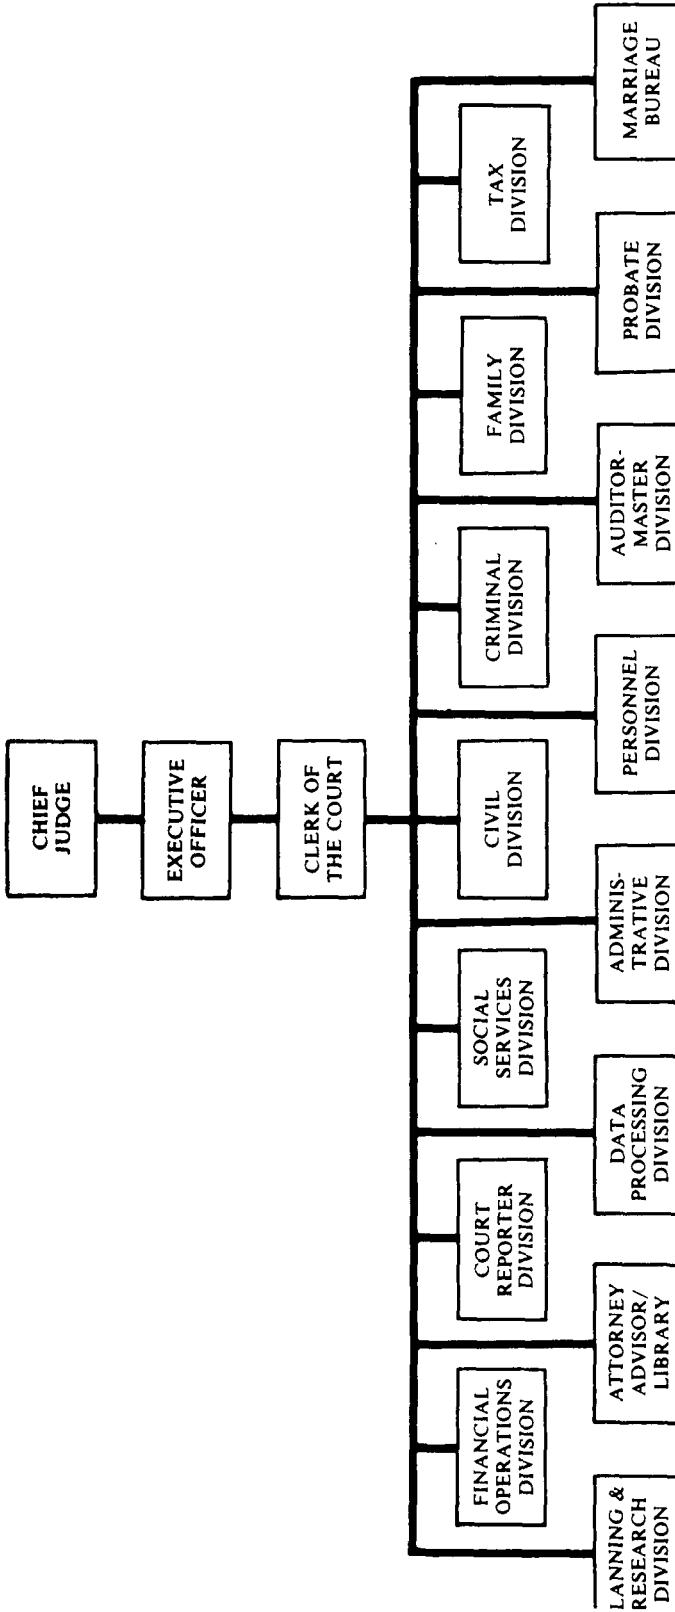 CHIEF
JUDGE
EXECUTIVE
OFFICER
CLERK OF
THE COURT
FINANCIAL
OPERATIONS
DIVISION
COURT
REPORTER
DIVISION
SOCIAL
SERVICES
DIVISION
CIVIL
DIVISION
CRIMINAL
DIVISION
FAMILY
DIVISION
TAX
DIVISION
LANNING &
RESEARCH
DIVISION
ATTORNEY
ADVISOR/
LIBRARY
DATA
PROCESSING
DIVISION
ADMINIS-
TRATIVE
DIVISION
PERSONNEL
DIVISION
AUDITOR-
MASTER
DIVISION
PROBATE
DIVISION
MARRIAGE
BUREAU